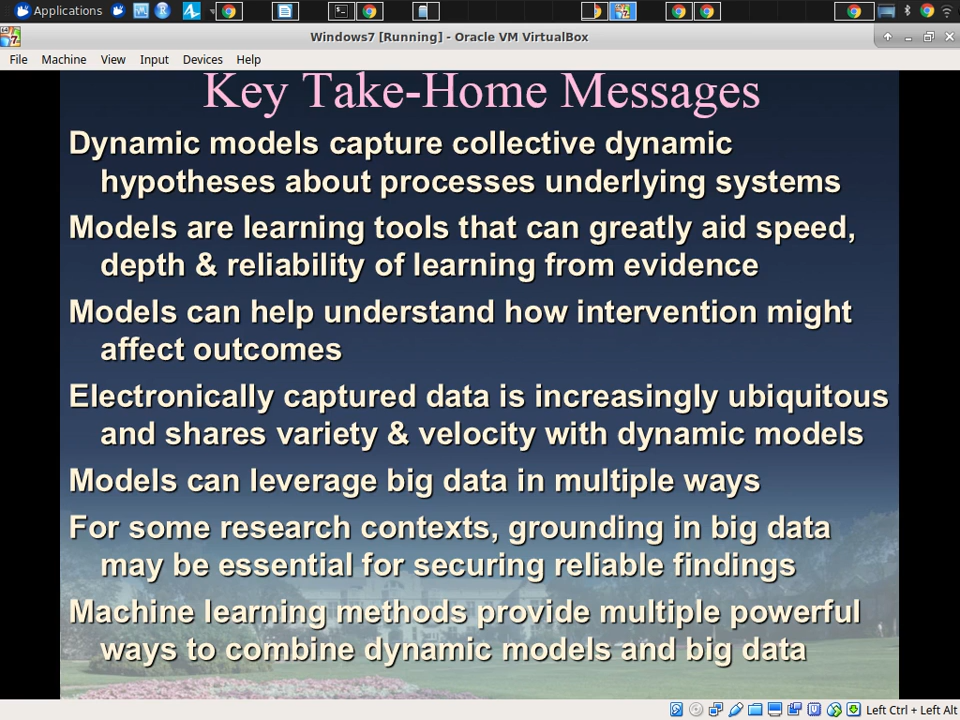 Applications
Windows7 [Running] - Oracle VM VirtualBox
File Machine View Input Devices Help
Key Take-Home Messages
Dynamic models capture collective dynamic
hypotheses about processes underlying systems
Models are learning tools that can greatly aid speed,
depth & reliability of learning from evidence
Models can help understand how intervention might
affect outcomes
Electronically captured data is increasingly ubiquitous
and shares variety & velocity with dynamic models
Models can leverage big data in multiple ways
For some research contexts, grounding in big data
may be essential for securing reliable findings
Machine learning methods provide multiple powerful
ways to combine dynamic models and big data
Left Ctrl + Left Alt